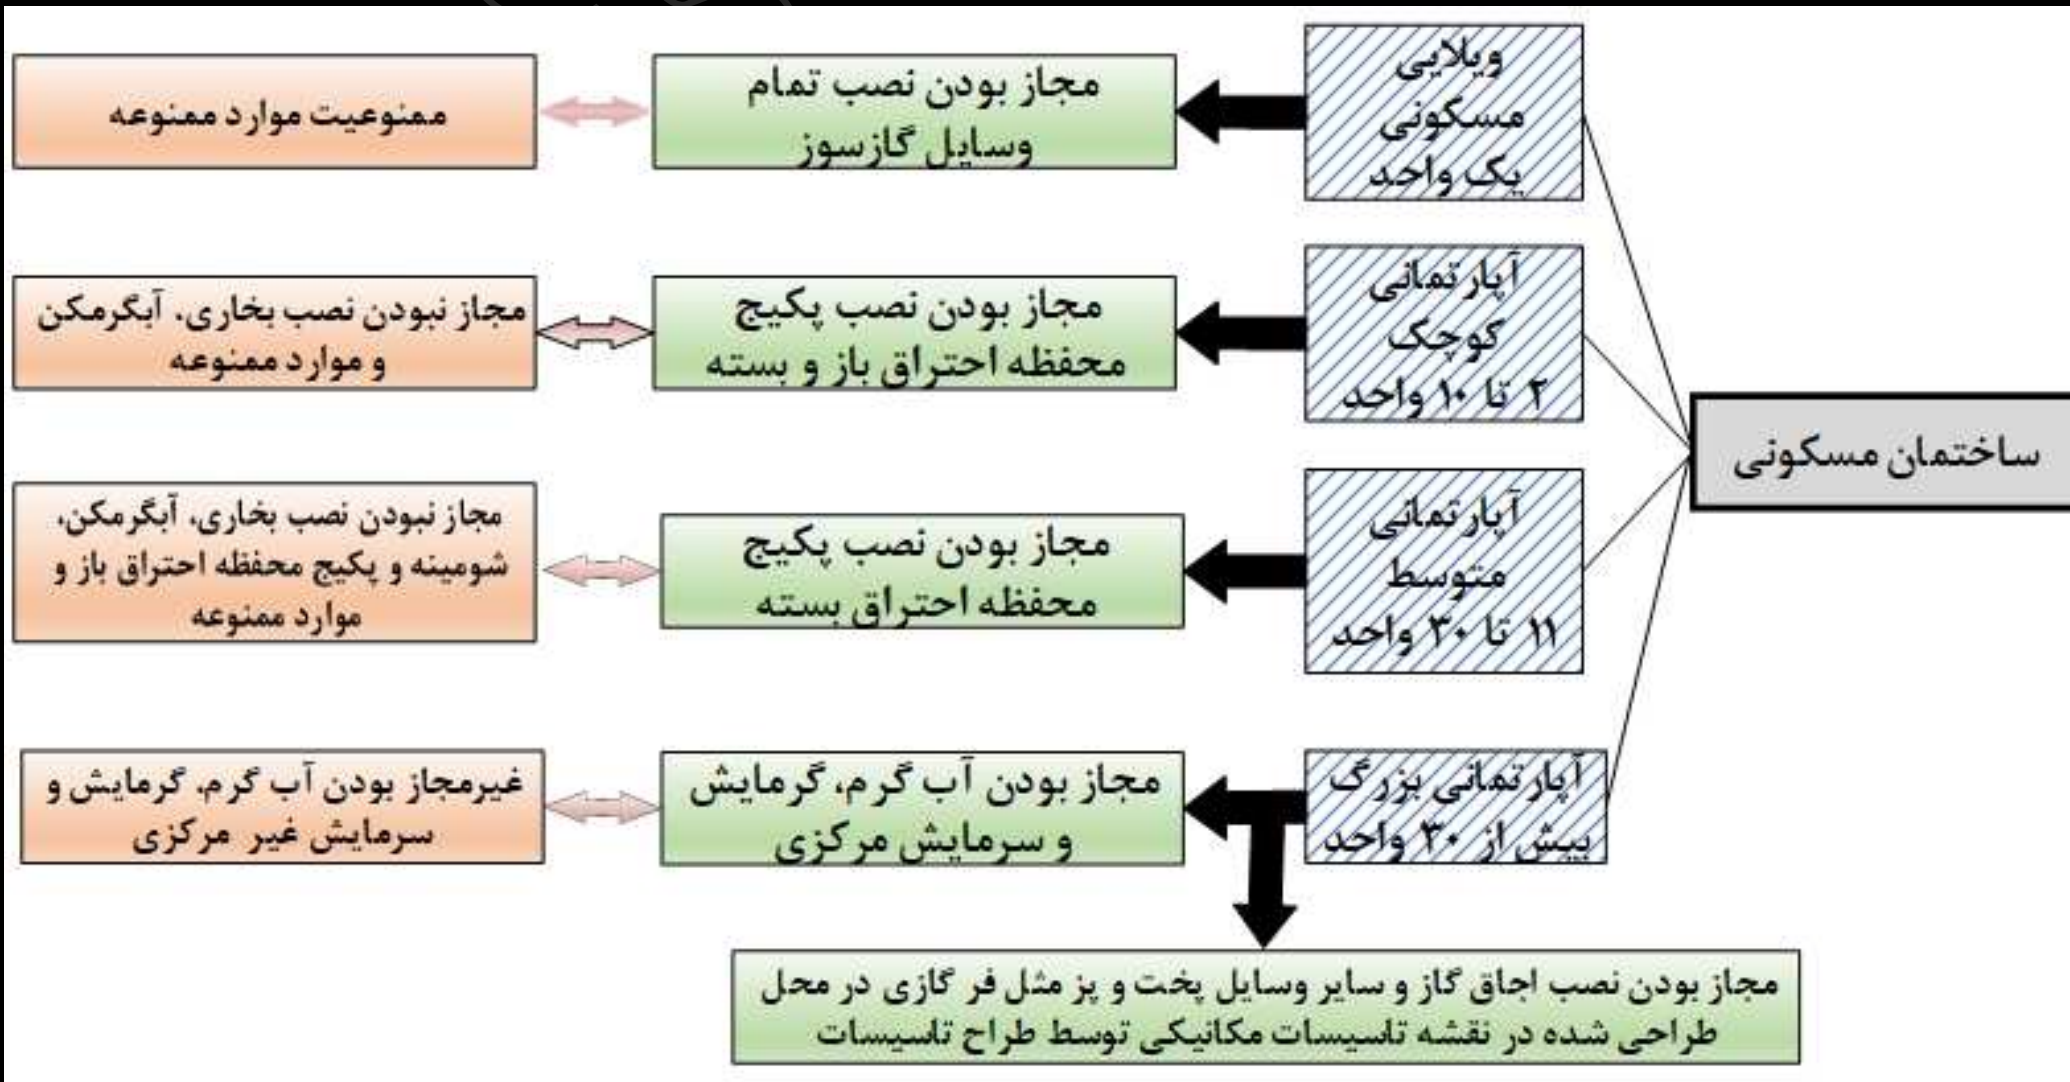 ساختمان مسکونی
ویلایی
مسکونی
یک واحد
مجاز بودن نصب تمام
وسایل گازسوز
ممنوعیت موارد ممنوعه
آپارتمانی
کوچک
۲ تا ۱۰ واحد
مجاز بودن نصب پکیج
محفظه احتراق باز و بسته
مجاز نبودن نصب بخاری، آبگرمکن
و موارد ممنوعه
آپارتمانی
متوسط
۱۱ تا ۳۰ واحد
مجاز بودن نصب پکیج
محفظه احتراق بسته
مجاز نبودن نصب بخاری، آبگرمکن،
شومینه و پکیج محفظه احتراق باز و
موارد ممنوعه
آپارتمانی بزرگ
بیش از ۳۰ واحد
مجاز بودن آب گرم، گرمایش
و سرمایش مرکزی
غیرمجاز بودن آب گرم، گرمایش و
سرمایش غیر مرکزی
مجاز بودن نصب اجاق گاز و سایر وسایل پخت و پز مثل فر گازی در محل
طراحی شده در نقشه تاسیسات مکانیکی توسط طراح تاسیسات